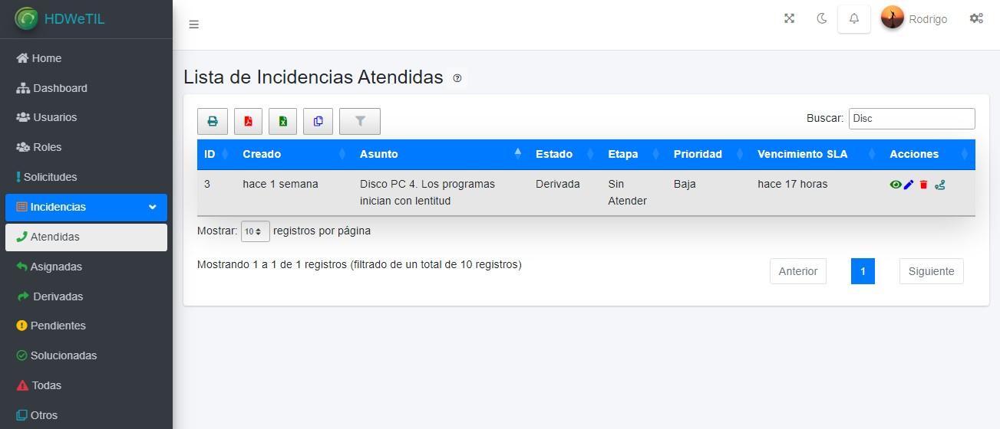 HDWeTIL
Rodrigo
Home
Dashboard
Usuarios
Roles
Solicitudes
Incidencias
Atendidas
Asignadas
Derivadas
Pendientes
Solucionadas
Todas
Otros
Lista de Incidencias Atendidas
Buscar: Disc
ID Creado Asunto Estado Etapa Prioridad Vencimiento SLA Acciones
3 hace 1 semana Disco PC 4. Los programas Derivada Sin Baja hace 17 horas
inician con lentitud Atender
Mostrar: 10 registros por página
Mostrando 1 a 1 de 1 registros (filtrado de un total de 10 registros)
Anterior 1 Siguiente